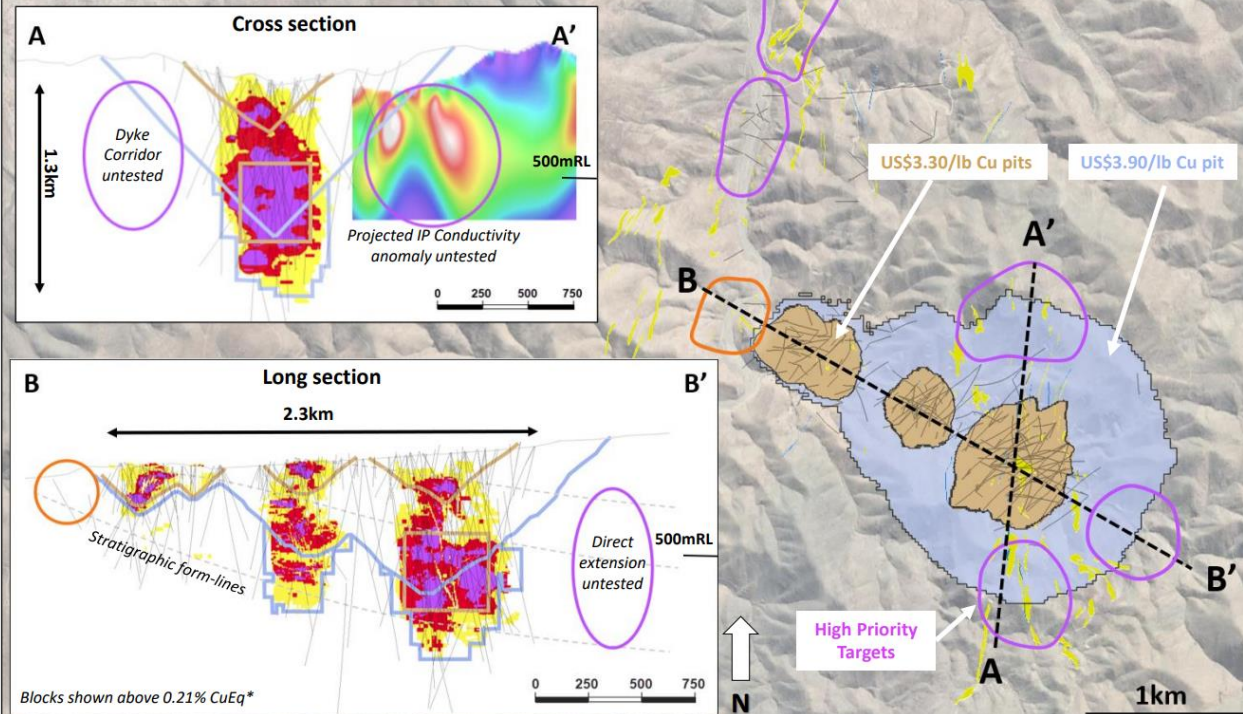 Cross section
A
A’
Dyke
Corridor
untested
1.3km
500mRL
Projected IP Conductivity
anomaly untested
0 250 500 750
Long section
B
B’
2.3km
Stratigraphic form-lines
Direct
extension
untested
500mRL
Blocks shown above 0.21% CuEq*
0 250 500 750
US$3.30/lb Cu pits
US$3.90/lb Cu pit
A’
B
B’
High Priority
Targets
A
N
1km